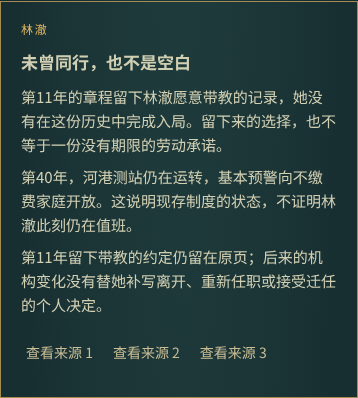 林澈
未曾同行，也不是空白
第11年的章程留下林澈愿意带教的记录，她没
有在这份历史中完成入局。留下来的选择，也不
等于一份没有期限的劳动承诺。
第40年，河港测站仍在运转，基本预警向不缴
费家庭开放。这说明现存制度的状态，不证明林
澈此刻仍在值班。
第11年留下带教的约定仍留在原页；后来的机
构变化没有替她补写离开、重新任职或接受迁任
的个人决定。
查看来源 1 查看来源 2 查看来源 3